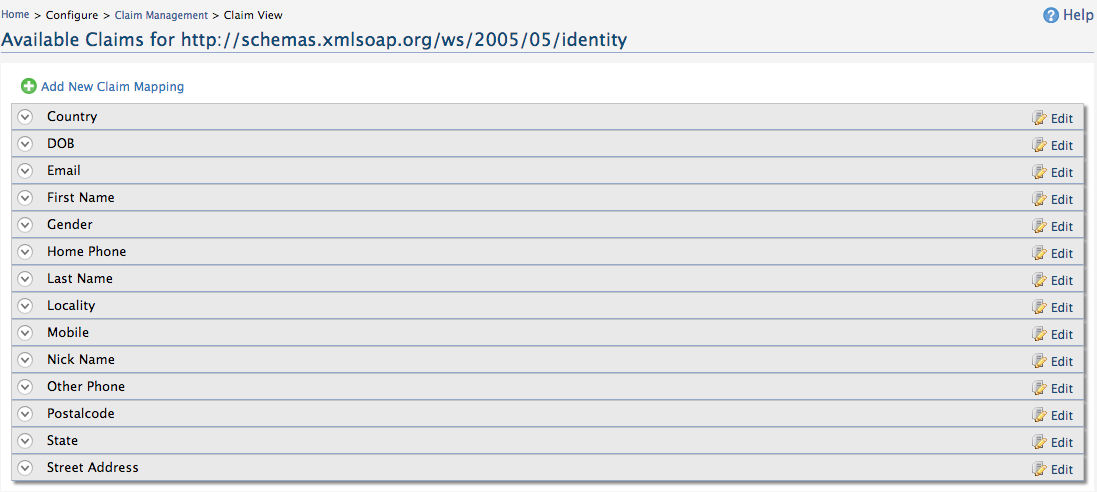 Home > Configure > Claim Management > Claim View Help
Available Claims for http://schemas.xmlsoap.org/ws/2005/05/identity
Add New Claim Mapping
Country Edit
DOB Edit
Email Edit
First Name Edit
Gender Edit
Home Phone Edit
Last Name Edit
Locality Edit
Mobile Edit
Nick Name Edit
Other Phone Edit
Postalcode Edit
State Edit
Street Address Edit